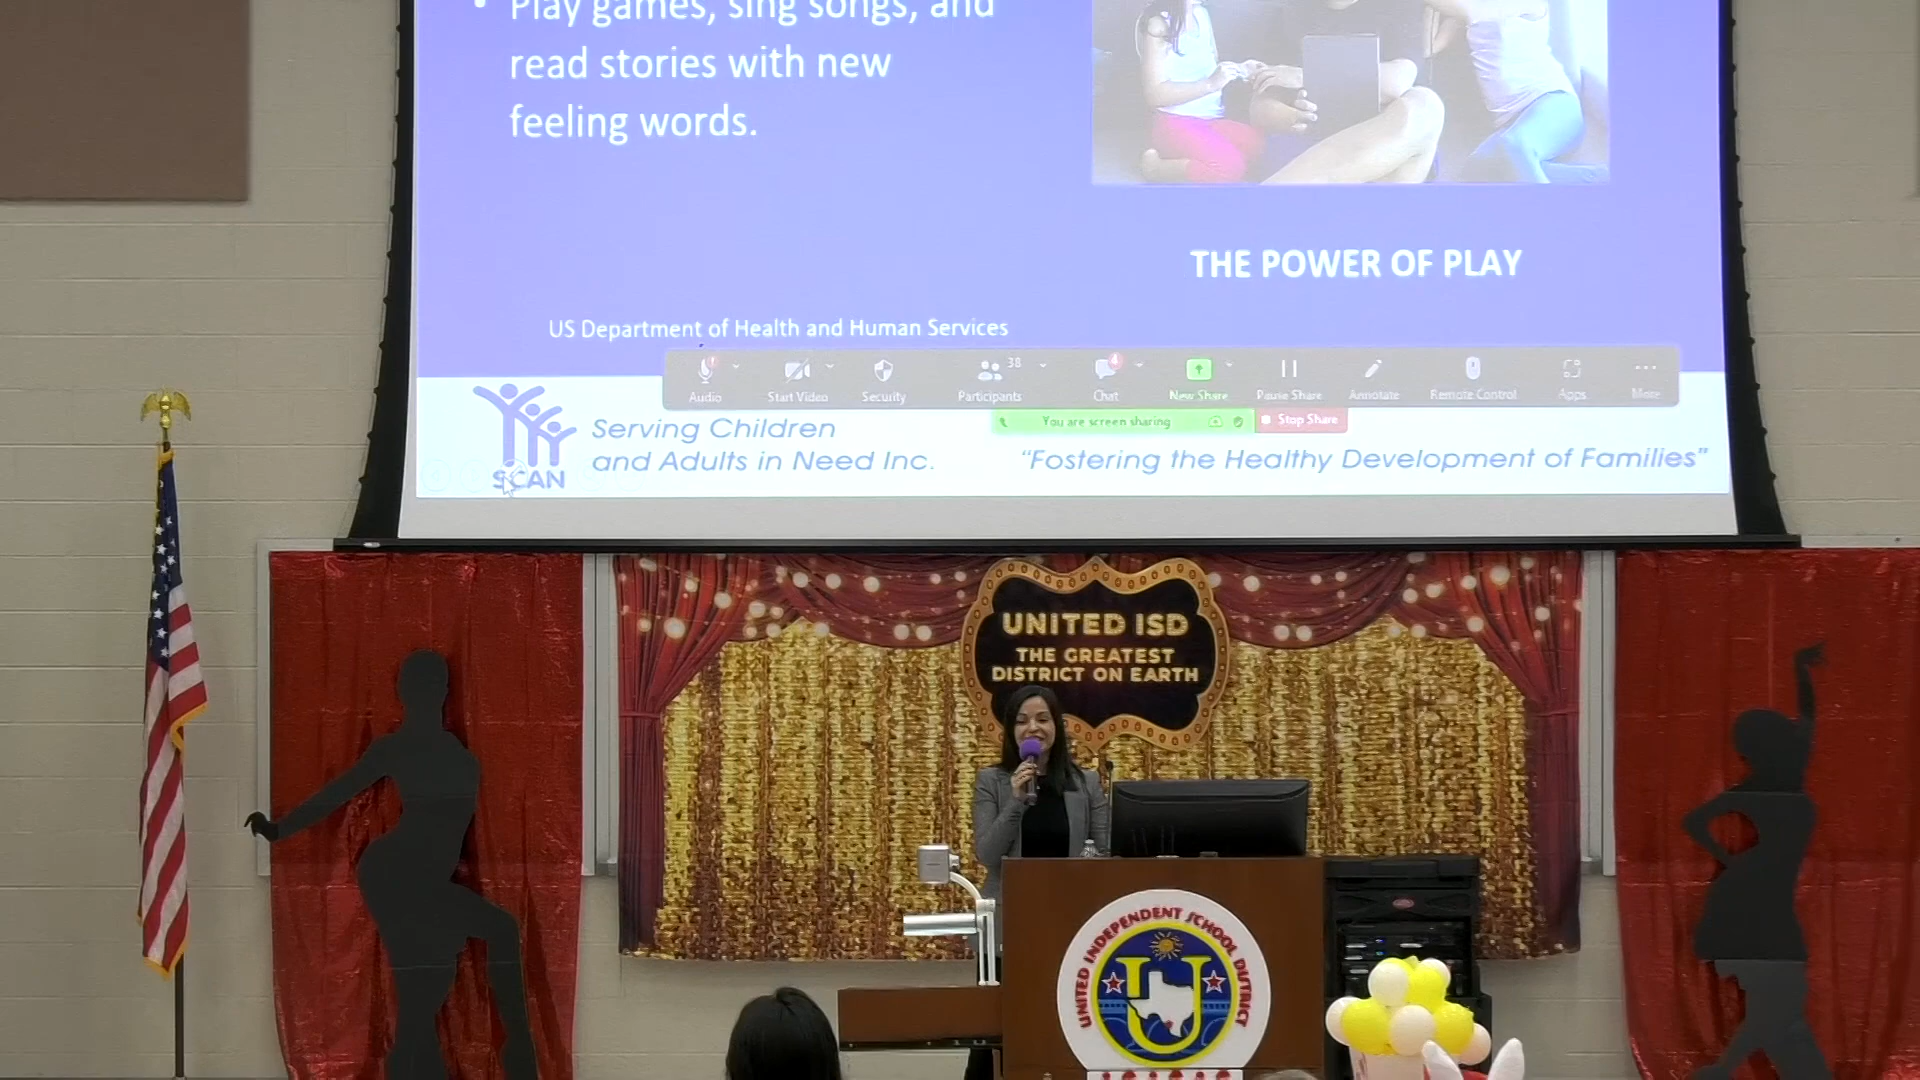 • Play games, sing songs, and
read stories with new
feeling words.
THE POWER OF PLAY
US Department of Health and Human Services
38
4
Audio Start Video Security Participants Chat New Share Pause Share Annotate Remote Control Apps More
You are screen sharing Stop Share
SCAN
Serving Children
and Adults in Need Inc.
"Fostering the Healthy Development of Families"
UNITED ISD
THE GREATEST
DISTRICT ON EARTH
UNITED INDEPENDENT SCHOOL DISTRICT
U